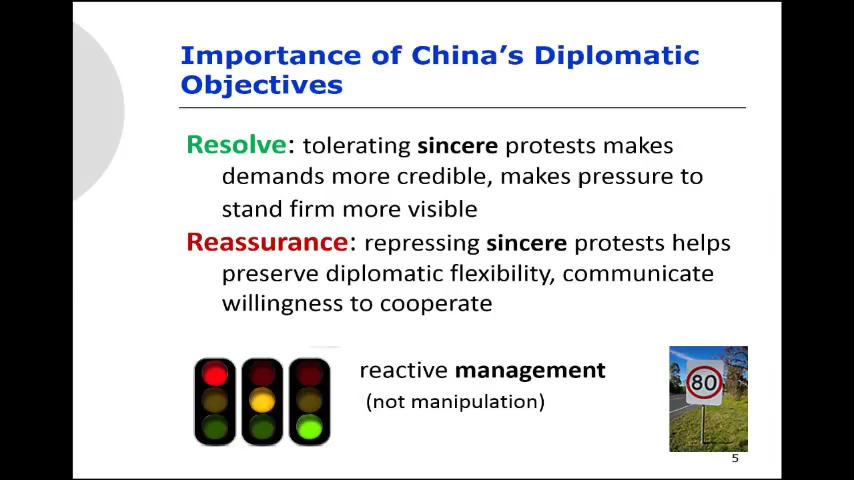 Importance of China's Diplomatic
Objectives
Resolve: tolerating sincere protests makes
demands more credible, makes pressure to
stand firm more visible
Reassurance: repressing sincere protests helps
preserve diplomatic flexibility, communicate
willingness to cooperate
reactive management
(not manipulation)
80
5